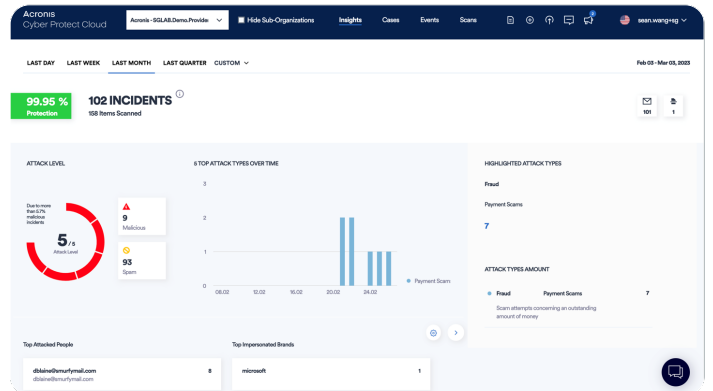 Acronis
Cyber Protect Cloud
Acronis - SGLAB.Demo.Provide
Hide Sub-Organizations
Insights
Cases
Events
Scans
sean.wang+sg
LAST DAY
LAST WEEK
LAST MONTH
LAST QUARTER
CUSTOM
Feb 03 - Mar 03, 2023
99.95 %
Protection
102 INCIDENTS
158 Items Scanned
101
1
ATTACK LEVEL
Due to more
than 5.7%
malicious
incidents
5 / 5
Attack Level
9
Malicious
93
Spam
5 TOP ATTACK TYPES OVER TIME
3
2
1
0
08.02
12.02
16.02
20.02
24.02
Payment Scam
HIGHLIGHTED ATTACK TYPES
Fraud
Payment Scams
7
ATTACK TYPES AMOUNT
Fraud
Payment Scams
7
Scam attempts concerning an outstanding
amount of money
Top Attacked People
dblaine@smurfymail.com
8
dblaine@smurfymail.com
Top Impersonated Brands
microsoft
1